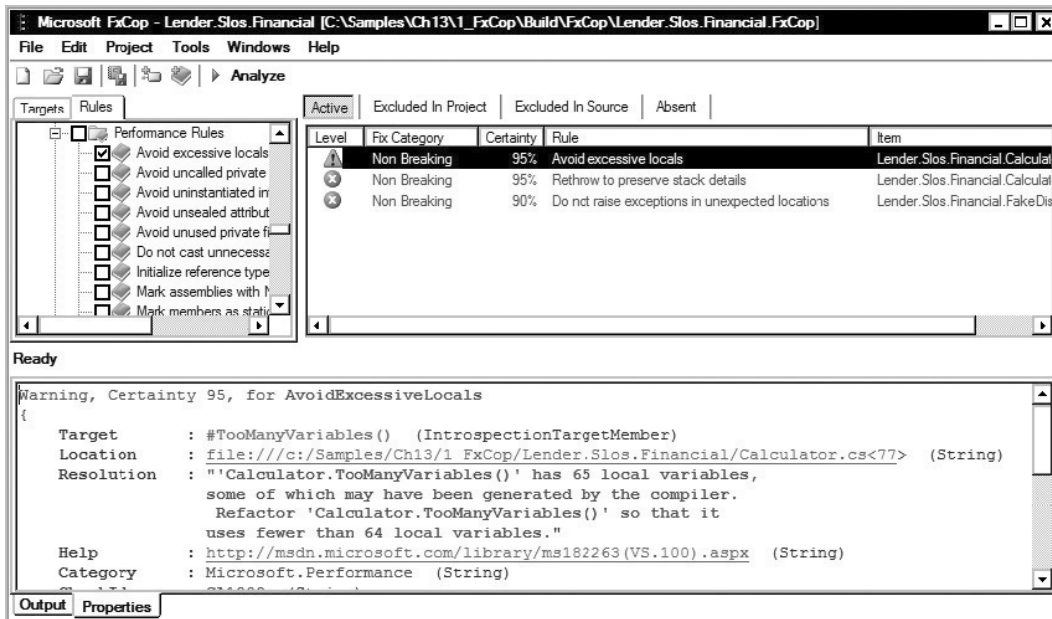 Microsoft FxCop - Lender.Slos.Financial [C:\Samples\Ch13\1_FxCop\Build\FxCop\Lender.Slos.Financial.FxCop]
File Edit Project Tools Windows Help
Analyze
Targets Rules
Performance Rules
Avoid excessive locals
Avoid uncalled private
Avoid uninstantiated in
Avoid unsealed attribut
Avoid unused private fi
Do not cast unnecessa
Initialize reference type
Mark assemblies with N
Mark members as static
Active Excluded In Project Excluded In Source Absent
Level Fix Category Certainty Rule Item
Non Breaking 95% Avoid excessive locals Lender.Slos.Financial.Calculat
Non Breaking 95% Rethrow to preserve stack details Lender.Slos.Financial.Calculat
Non Breaking 90% Do not raise exceptions in unexpected locations Lender.Slos.Financial.FakeDis
Ready
Warning, Certainty 95, for AvoidExcessiveLocals
{
Target : #TooManyVariables() (IntrospectionTargetMember)
Location : file:///c:/Samples/Ch13/1_FxCop/Lender.Slos.Financial/Calculator.cs<77> (String)
Resolution : "'Calculator.TooManyVariables()' has 65 local variables,
some of which may have been generated by the compiler.
Refactor 'Calculator.TooManyVariables()' so that it
uses fewer than 64 local variables."
Help : http://msdn.microsoft.com/library/ms182263(VS.100).aspx (String)
Category : Microsoft.Performance (String)
Output Properties